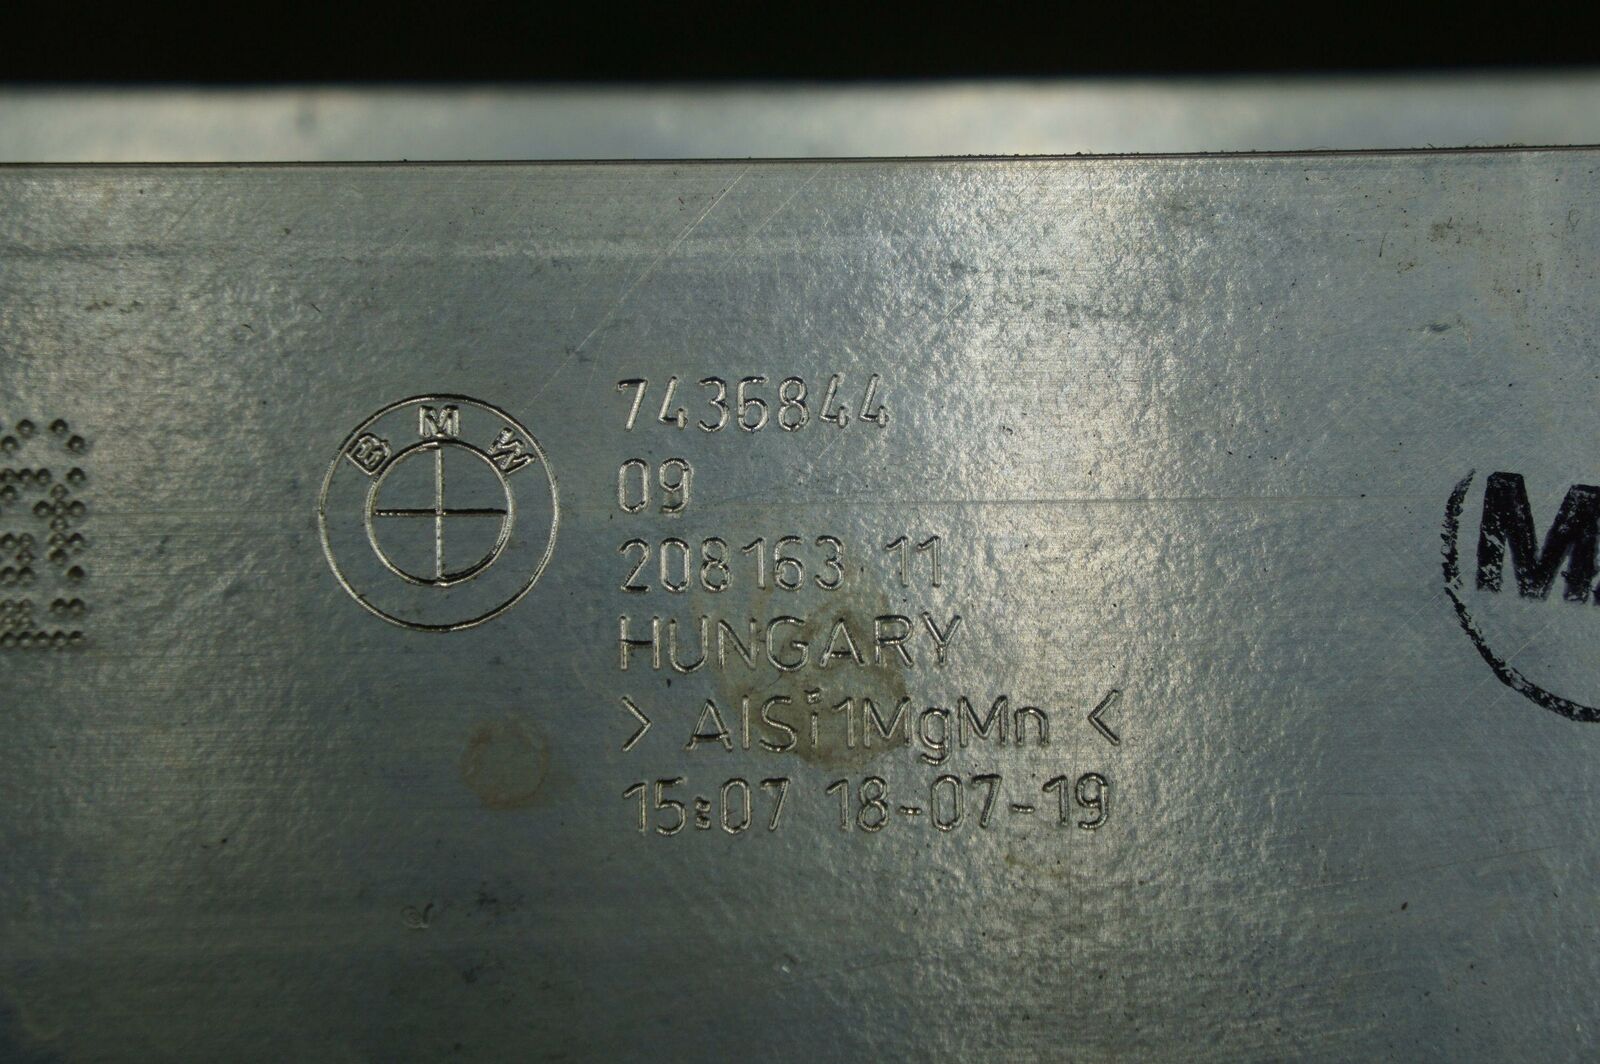 BMW
7436844
09
208163 11
HUNGARY
> AlSi1MgMn <
15:07 18-07-19